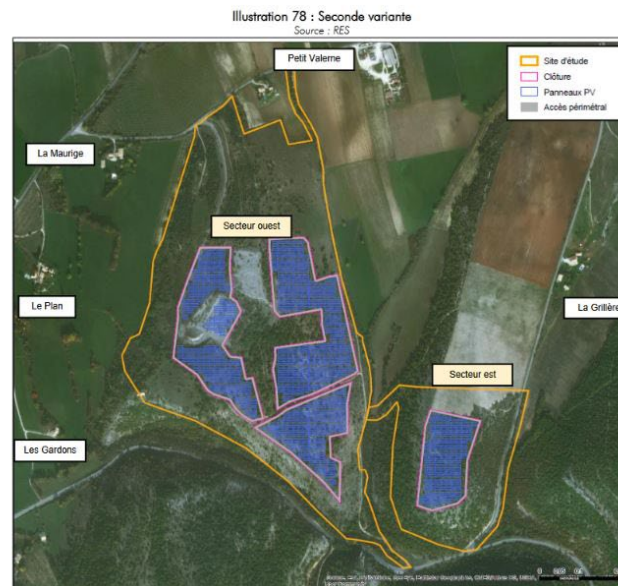 Illustration 78 : Seconde variante
Source : RES
Petit Valerne
Site d'étude
Clôture
Panneaux PV
Accès périmétral
La Maurige
Secteur ouest
Le Plan
La Grillère
Secteur est
Les Gardons